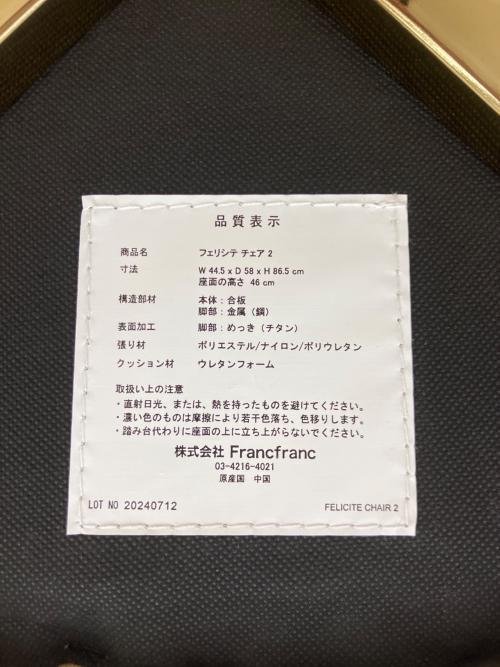 品質表示
商品名 フェリシテ チェア 2
寸法 W 44.5 x D 58 x H 86.5 cm
座面の高さ 46 cm
構造部材 本体：合板
脚部：金属（鋼）
表面加工 脚部：めっき（チタン）
張り材 ポリエステル/ナイロン/ポリウレタン
クッション材 ウレタンフォーム
取扱い上の注意
・直射日光、または、熱を持ったものを避けてください。
・濃い色のものは摩擦により若干色落ち、色移りします。
・踏み台代わりに座面の上に立ち上がらないでください。
株式会社 Francfranc
03-4216-4021
原産国 中国
LOT NO 20240712 FELICITE CHAIR 2